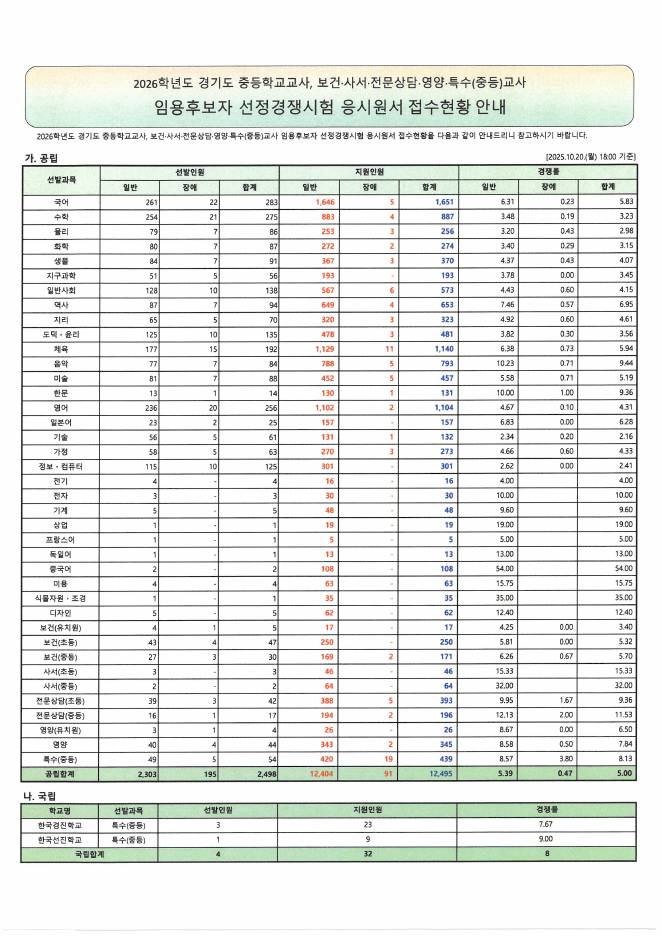 2026학년도 경기도 중등학교교사, 보건·사서·전문상담·영양·특수(중등)교사
임용후보자 선정경쟁시험 응시원서 접수현황 안내
2026학년도 경기도 중등학교교사, 보건·사서·전문상담·영양·특수(중등)교사 임용후보자 선정경쟁시험 응시원서 접수현황을 다음과 같이 안내드리니 참고하시기 바랍니다.
가. 공립 [2025.10.20.(월) 18:00 기준]
선발과목 선발인원 지원인원 경쟁률
일반 장애 합계 일반 장애 합계 일반 장애 합계
국어 261 22 283 1,646 5 1,651 6.31 0.23 5.83
수학 254 21 275 883 4 887 3.48 0.19 3.23
물리 79 7 86 253 3 256 3.20 0.43 2.98
화학 80 7 87 272 2 274 3.40 0.29 3.15
생물 84 7 91 367 3 370 4.37 0.43 4.07
지구과학 51 5 56 193 - 193 3.78 0.00 3.45
일반사회 128 10 138 567 6 573 4.43 0.60 4.15
역사 87 7 94 649 4 653 7.46 0.57 6.95
지리 65 5 70 320 3 323 4.92 0.60 4.61
도덕·윤리 125 10 135 478 3 481 3.82 0.30 3.56
체육 177 15 192 1,129 11 1,140 6.38 0.73 5.94
음악 77 7 84 788 5 793 10.23 0.71 9.44
미술 81 7 88 452 5 457 5.58 0.71 5.19
한문 13 1 14 130 1 131 10.00 1.00 9.36
영어 236 20 256 1,102 2 1,104 4.67 0.10 4.31
일본어 23 2 25 157 - 157 6.83 0.00 6.28
기술 56 5 61 131 1 132 2.34 0.20 2.16
가정 58 5 63 270 3 273 4.66 0.60 4.33
정보·컴퓨터 115 10 125 301 - 301 2.62 0.00 2.41
전기 4 - 4 16 - 16 4.00 4.00
전자 3 - 3 30 - 30 10.00 10.00
기계 5 - 5 48 - 48 9.60 9.60
상업 1 - 1 19 - 19 19.00 19.00
프랑스어 1 - 1 5 - 5 5.00 5.00
독일어 1 - 1 13 - 13 13.00 13.00
중국어 2 - 2 108 - 108 54.00 54.00
미용 4 - 4 63 - 63 15.75 15.75
식물자원·조경 1 - 1 35 - 35 35.00 35.00
디자인 5 - 5 62 - 62 12.40 12.40
보건(유치원) 4 1 5 17 - 17 4.25 0.00 3.40
보건(초등) 43 4 47 250 - 250 5.81 0.00 5.32
보건(중등) 27 3 30 169 2 171 6.26 0.67 5.70
사서(초등) 3 - 3 46 - 46 15.33 15.33
사서(중등) 2 - 2 64 - 64 32.00 32.00
전문상담(초등) 39 3 42 388 5 393 9.95 1.67 9.36
전문상담(중등) 16 1 17 194 2 196 12.13 2.00 11.53
영양(유치원) 3 1 4 26 - 26 8.67 0.00 6.50
영양 40 4 44 343 2 345 8.58 0.50 7.84
특수(중등) 49 5 54 420 19 439 8.57 3.80 8.13
공립합계 2,303 195 2,498 12,404 91 12,495 5.39 0.47 5.00
나. 국립
학교명 선발과목 선발인원 지원인원 경쟁률
한국경진학교 특수(중등) 3 23 7.67
한국선진학교 특수(중등) 1 9 9.00
국립합계 4 32 8